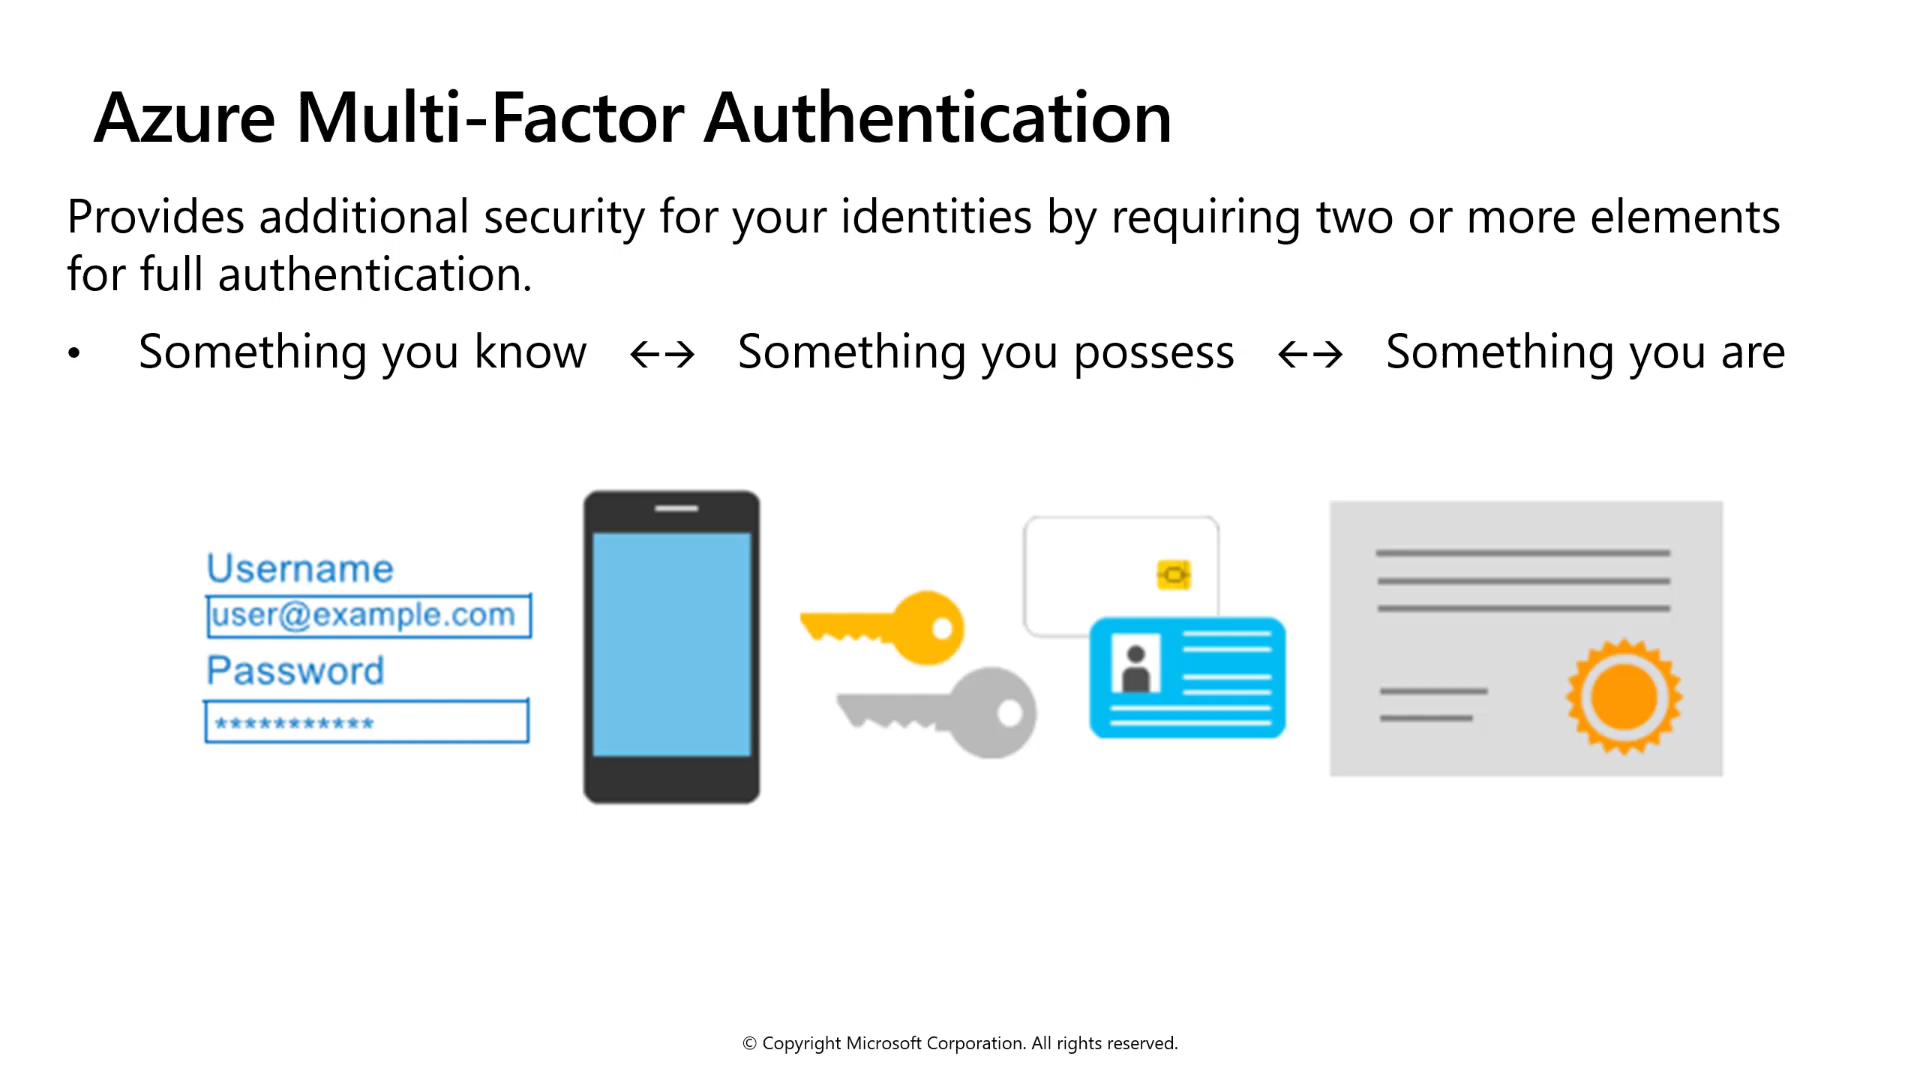 Azure Multi-Factor Authentication
Provides additional security for your identities by requiring two or more elements
for full authentication.
• Something you know ←→ Something you possess ←→ Something you are
Username
user@example.com
Password
***********
© Copyright Microsoft Corporation. All rights reserved.